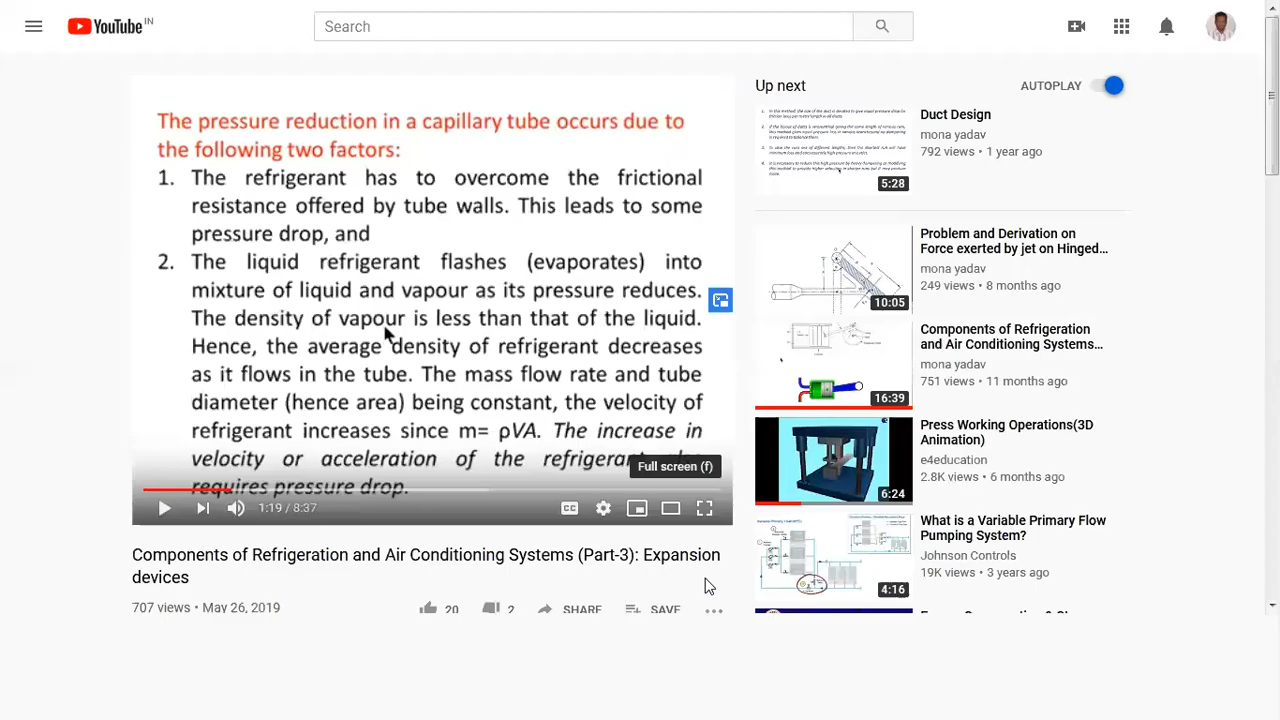 YouTube IN
Search
The pressure reduction in a capillary tube occurs due to
the following two factors:
1. The refrigerant has to overcome the frictional
resistance offered by tube walls. This leads to some
pressure drop, and
2. The liquid refrigerant flashes (evaporates) into
mixture of liquid and vapour as its pressure reduces.
The density of vapour is less than that of the liquid.
Hence, the average density of refrigerant decreases
as it flows in the tube. The mass flow rate and tube
diameter (hence area) being constant, the velocity of
refrigerant increases since m= ρVA. The increase in
velocity or acceleration of the refrigerant
requires pressure drop.
Full screen (f)
1:19 / 8:37
Components of Refrigeration and Air Conditioning Systems (Part-3): Expansion
devices
707 views • May 26, 2019
20
2
SHARE
SAVE
Up next
AUTOPLAY
5:28
Duct Design
mona yadav
792 views • 1 year ago
10:05
Problem and Derivation on
Force exerted by jet on Hinged...
mona yadav
249 views • 8 months ago
16:39
Components of Refrigeration
and Air Conditioning Systems...
mona yadav
751 views • 11 months ago
6:24
Press Working Operations(3D
Animation)
e4education
2.8K views • 6 months ago
4:16
What is a Variable Primary Flow
Pumping System?
Johnson Controls
19K views • 3 years ago